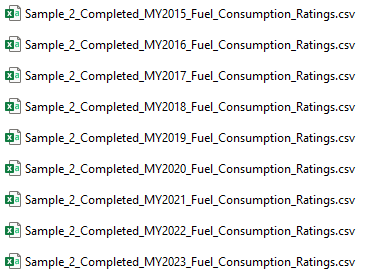 Sample_2_Completed_MY2015_Fuel_Consumption_Ratings.csv
Sample_2_Completed_MY2016_Fuel_Consumption_Ratings.csv
Sample_2_Completed_MY2017_Fuel_Consumption_Ratings.csv
Sample_2_Completed_MY2018_Fuel_Consumption_Ratings.csv
Sample_2_Completed_MY2019_Fuel_Consumption_Ratings.csv
Sample_2_Completed_MY2020_Fuel_Consumption_Ratings.csv
Sample_2_Completed_MY2021_Fuel_Consumption_Ratings.csv
Sample_2_Completed_MY2022_Fuel_Consumption_Ratings.csv
Sample_2_Completed_MY2023_Fuel_Consumption_Ratings.csv